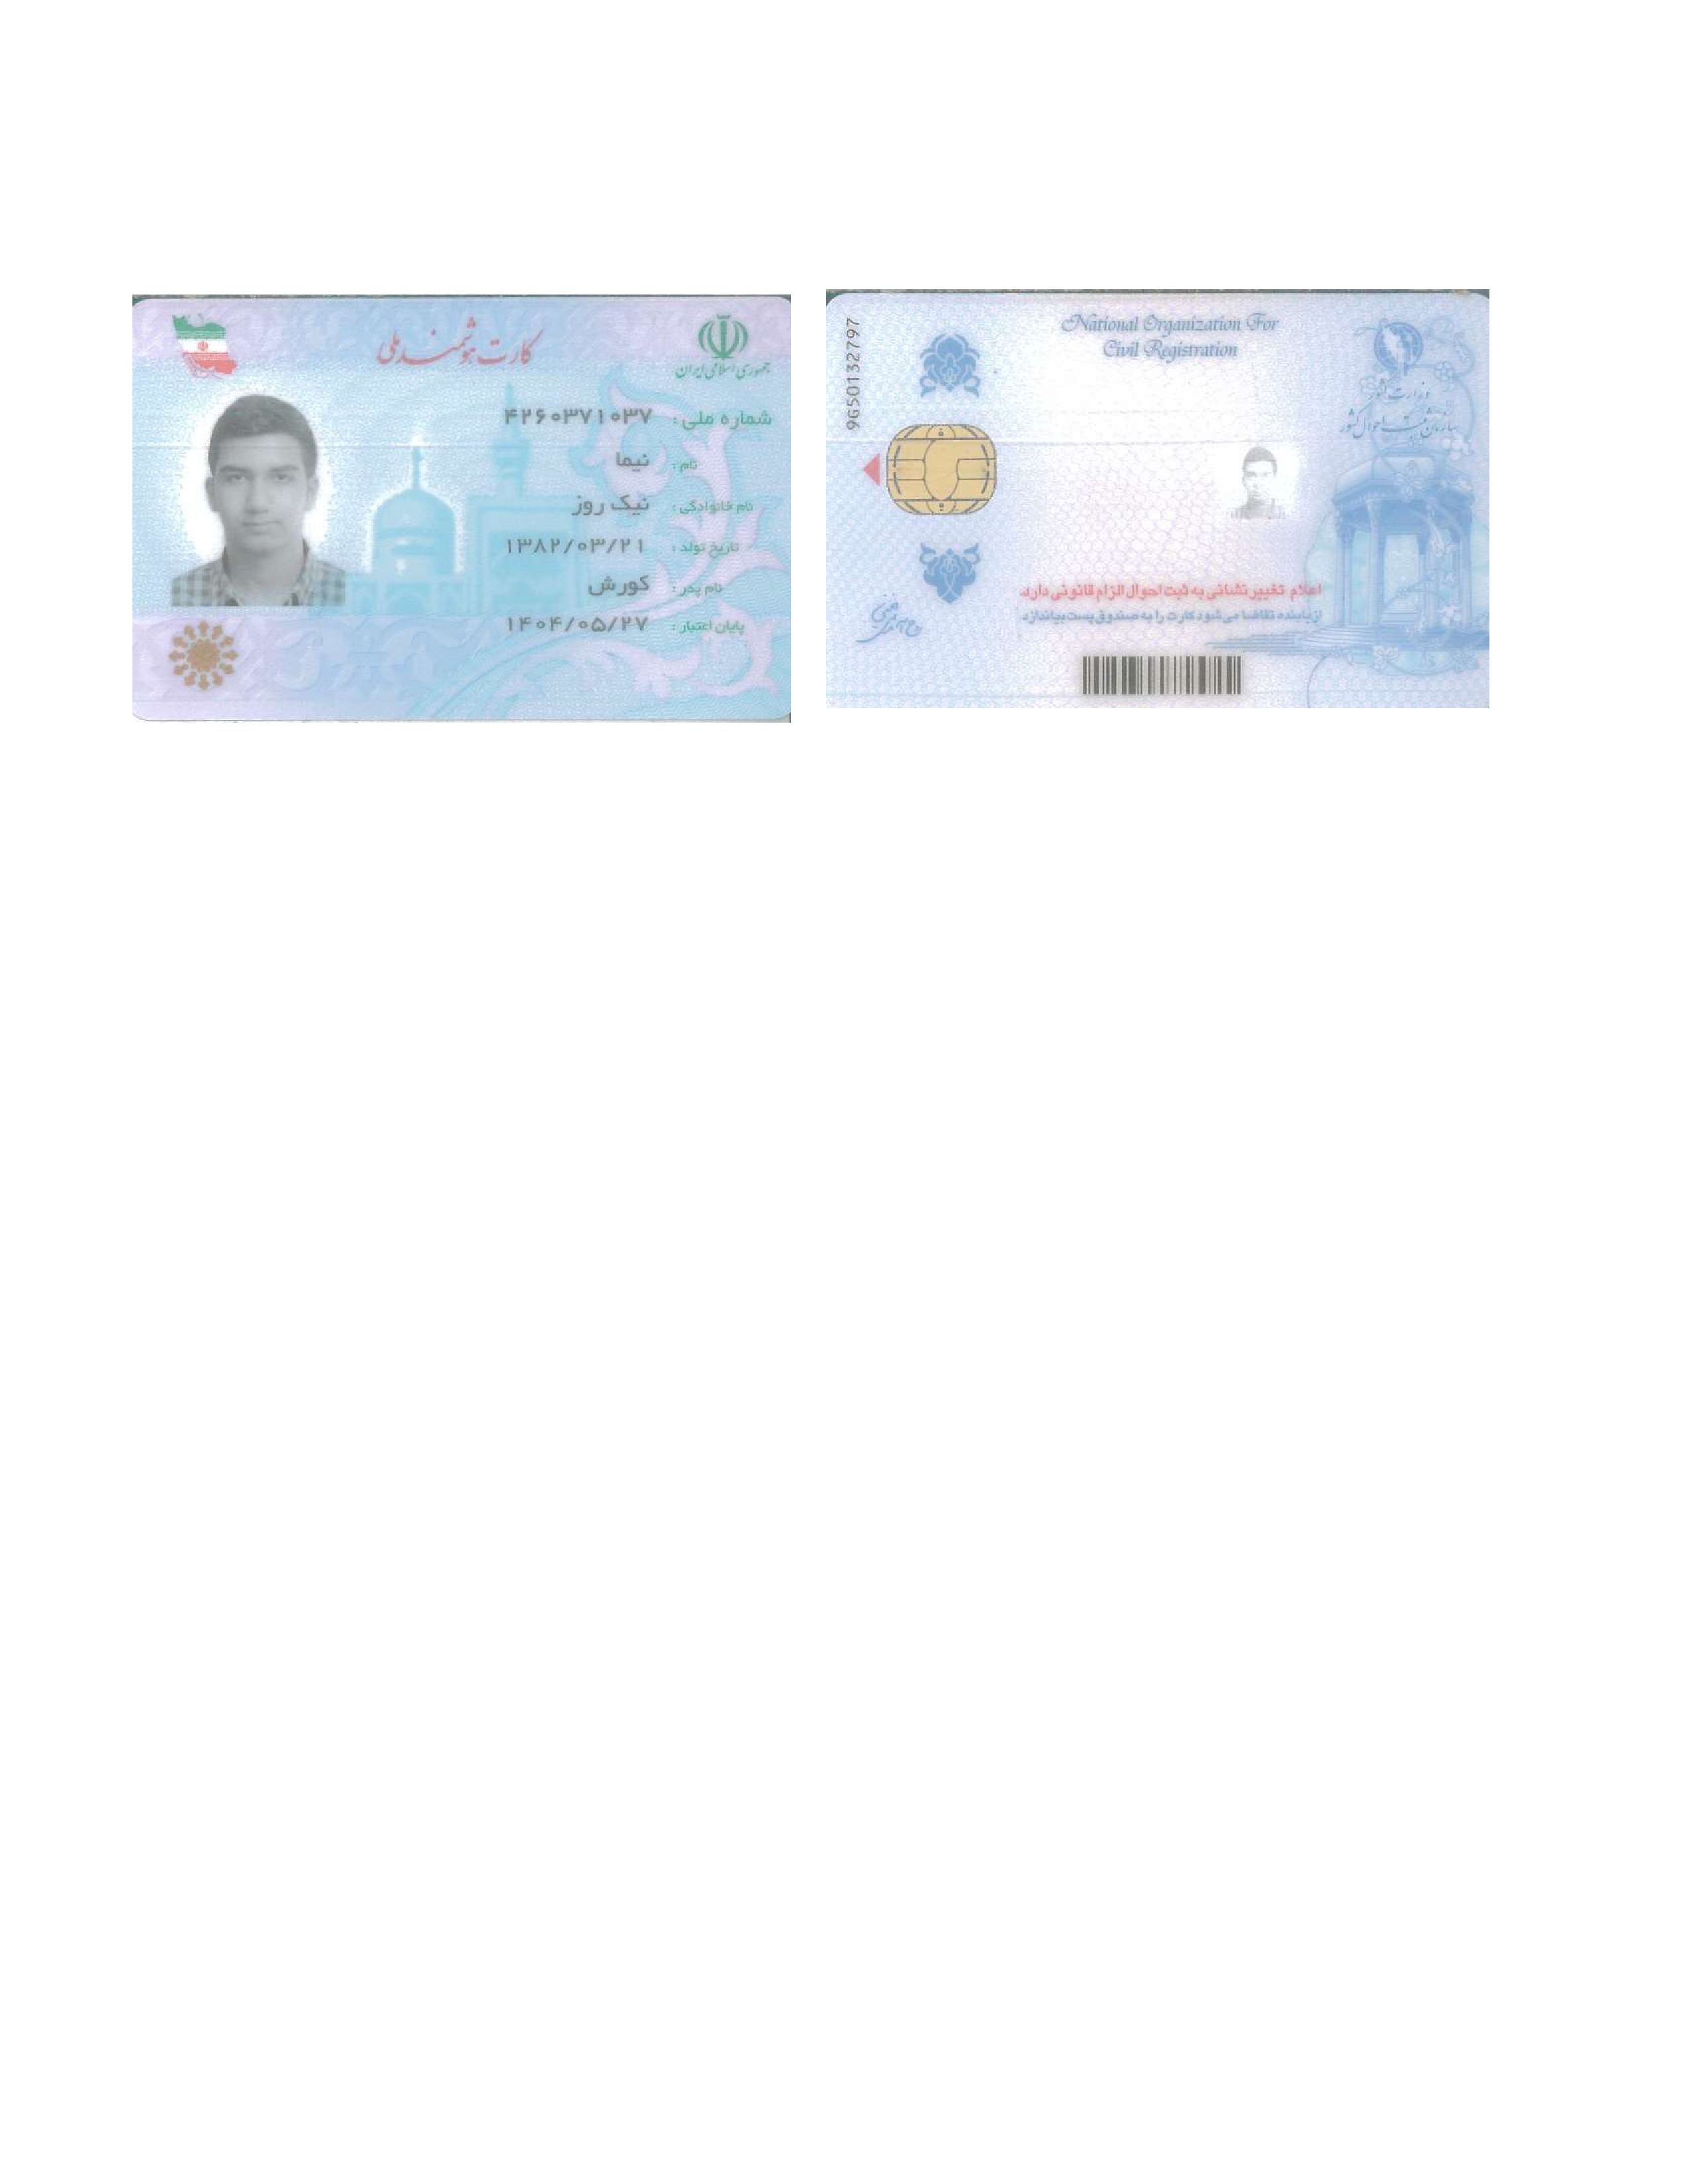 کارت هوشمند ملی
جمهوری اسلامی ایران
شماره ملی : ۴۲۶۰۳۷۱۰۳۷
نام : نیما
نام خانوادگی : نیک روز
تاریخ تولد : ۱۳۸۲/۰۳/۲۱
نام پدر : کورش
پایان اعتبار : ۱۴۰۴/۰۵/۲۷
9650132797
National Organization For
Civil Registration
وزارت کشور
سازمان ثبت احوال کشور
اعلام تغییر نشانی به ثبت احوال الزام قانونی دارد.
از یابنده تقاضا می شود کارت را به صندوق پست بیاندازد